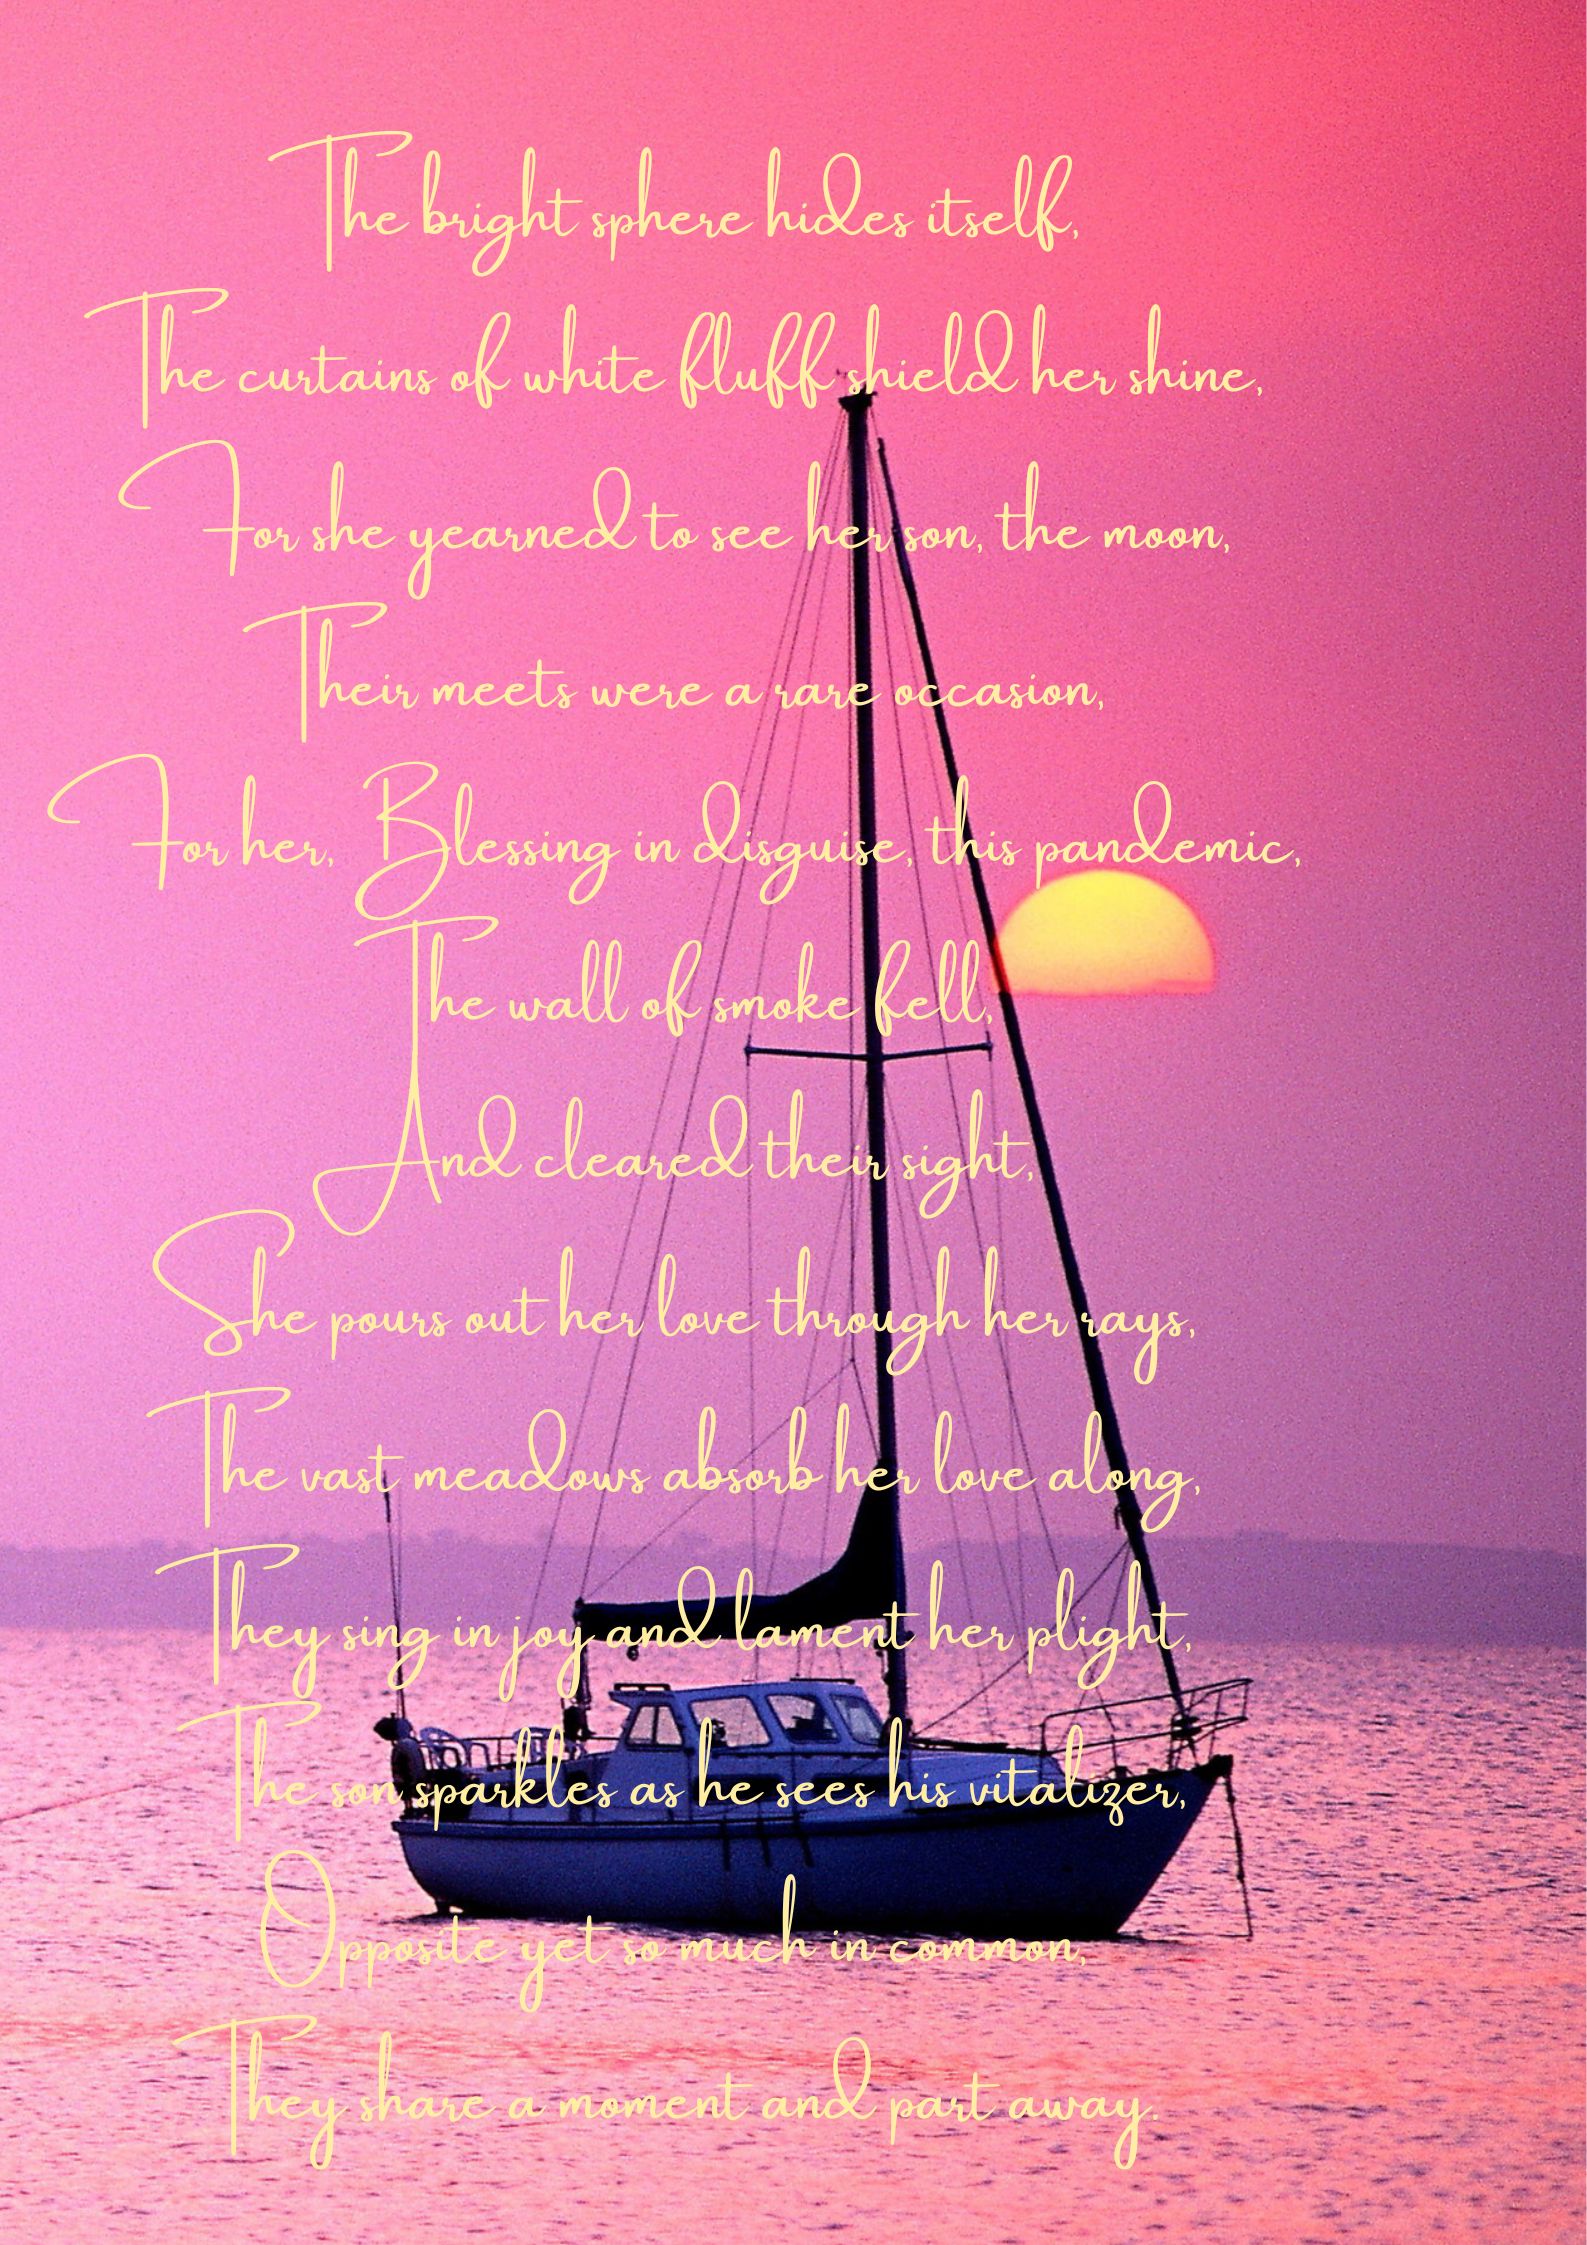 The bright sphere hides itself,
The curtains of white fluff shield her shine,
For she yearned to see her son, the moon,
Their meets were a rare occasion,
For her, Blessing in disguise, this pandemic,
The wall of smoke fell,
And cleared their sight,
She pours out her love through her rays,
The vast meadows absorb her love along,
They sing in joy and lament her plight,
The son sparkles as he sees his vitalizer,
Opposite yet so much in common,
They share a moment and part away.